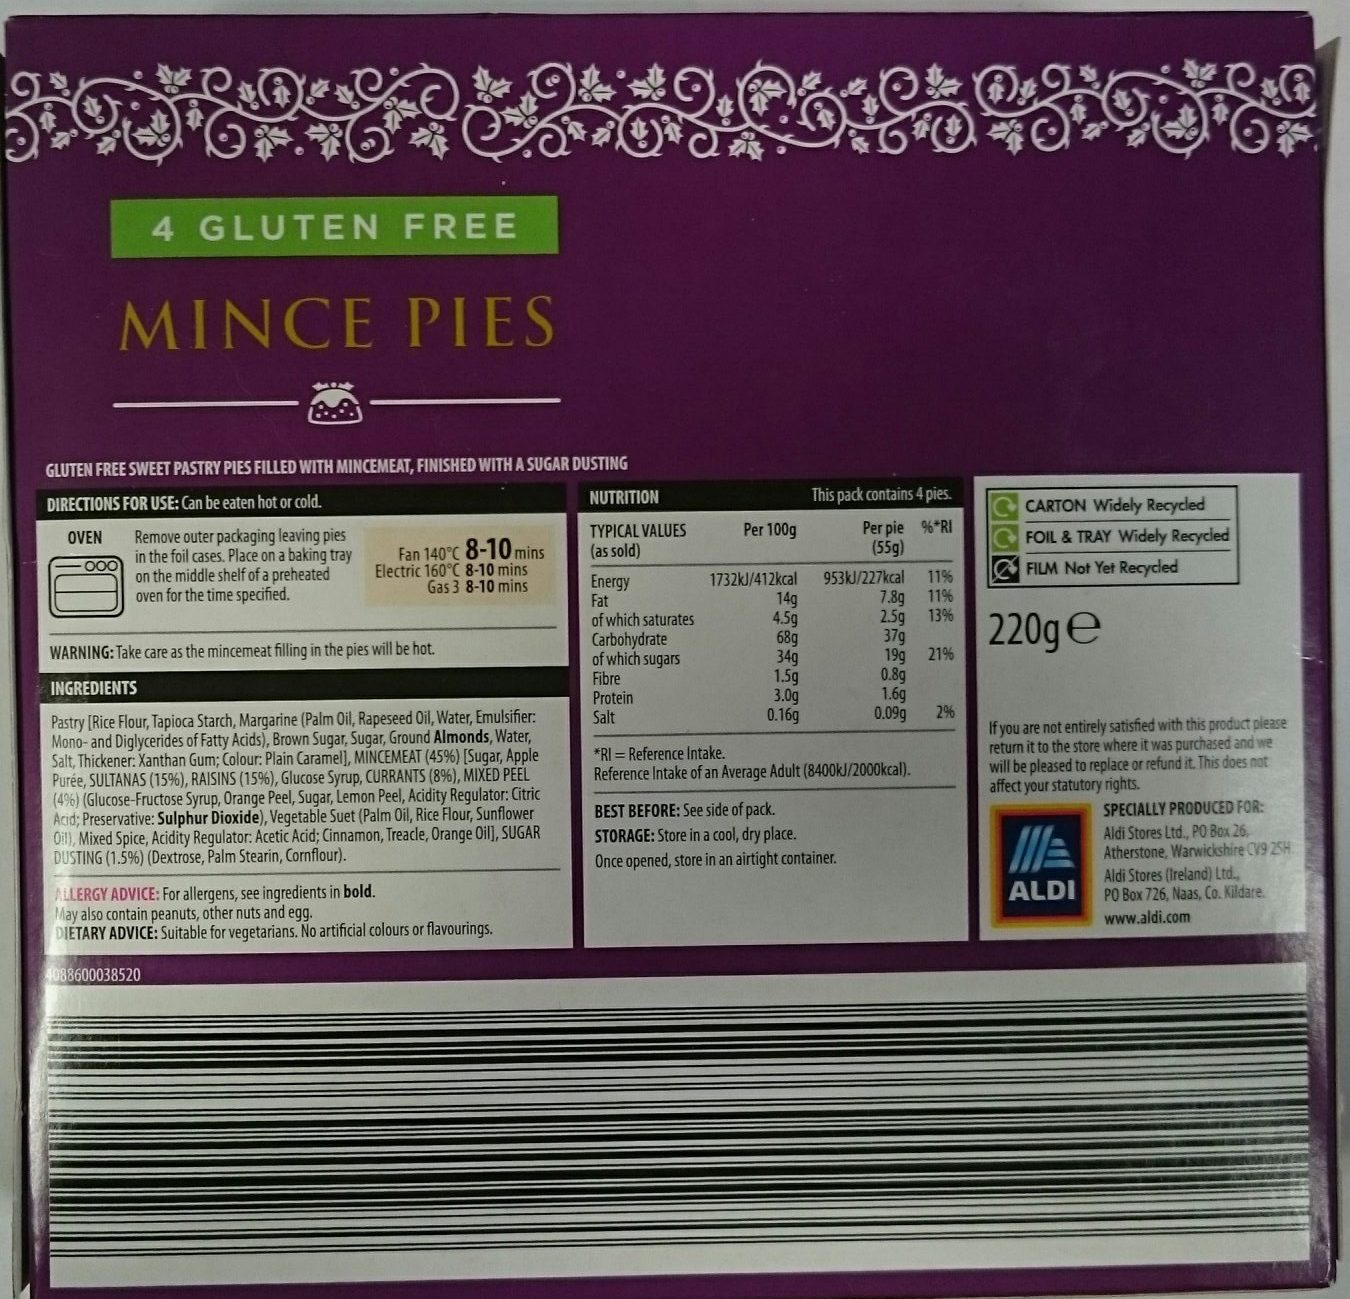 4 GLUTEN FREE
MINCE PIES
GLUTEN FREE SWEET PASTRY PIES FILLED WITH MINCEMEAT, FINISHED WITH A SUGAR DUSTING
DIRECTIONS FOR USE: Can be eaten hot or cold.
OVEN
Remove outer packaging leaving pies
in the foil cases. Place on a baking tray
on the middle shelf of a preheated
oven for the time specified.
Fan 140°C 8-10 mins
Electric 160°C 8-10 mins
Gas 3 8-10 mins
WARNING: Take care as the mincemeat filling in the pies will be hot.
INGREDIENTS
Pastry [Rice Flour, Tapioca Starch, Margarine (Palm Oil, Rapeseed Oil, Water, Emulsifier:
Mono- and Diglycerides of Fatty Acids), Brown Sugar, Sugar, Ground Almonds, Water,
Salt, Thickener: Xanthan Gum; Colour: Plain Caramel], MINCEMEAT (45%) [Sugar, Apple
Purée, SULTANAS (15%), RAISINS (15%), Glucose Syrup, CURRANTS (8%), MIXED PEEL
(4%) (Glucose-Fructose Syrup, Orange Peel, Sugar, Lemon Peel, Acidity Regulator: Citric
Acid; Preservative: Sulphur Dioxide), Vegetable Suet (Palm Oil, Rice Flour, Sunflower
Oil), Mixed Spice, Acidity Regulator: Acetic Acid; Cinnamon, Treacle, Orange Oil], SUGAR
DUSTING (1.5%) (Dextrose, Palm Stearin, Cornflour).
ALLERGY ADVICE: For allergens, see ingredients in bold.
May also contain peanuts, other nuts and egg.
DIETARY ADVICE: Suitable for vegetarians. No artificial colours or flavourings.
4088600038520
NUTRITION This pack contains 4 pies.
TYPICAL VALUES Per 100g Per pie %*RI
(as sold) (55g)
Energy 1732kJ/412kcal 953kJ/227kcal 11%
Fat 14g 7.8g 11%
of which saturates 4.5g 2.5g 13%
Carbohydrate 68g 37g
of which sugars 34g 19g 21%
Fibre 1.5g 0.8g
Protein 3.0g 1.6g
Salt 0.16g 0.09g 2%
*RI = Reference Intake.
Reference Intake of an Average Adult (8400kJ/2000kcal).
BEST BEFORE: See side of pack.
STORAGE: Store in a cool, dry place.
Once opened, store in an airtight container.
CARTON Widely Recycled
FOIL & TRAY Widely Recycled
FILM Not Yet Recycled
220g e
If you are not entirely satisfied with this product please
return it to the store where it was purchased and we
will be pleased to replace or refund it. This does not
affect your statutory rights.
ALDI
SPECIALLY PRODUCED FOR:
Aldi Stores Ltd., PO Box 26,
Atherstone, Warwickshire CV9 2SH.
Aldi Stores (Ireland) Ltd.,
PO Box 726, Naas, Co. Kildare.
www.aldi.com